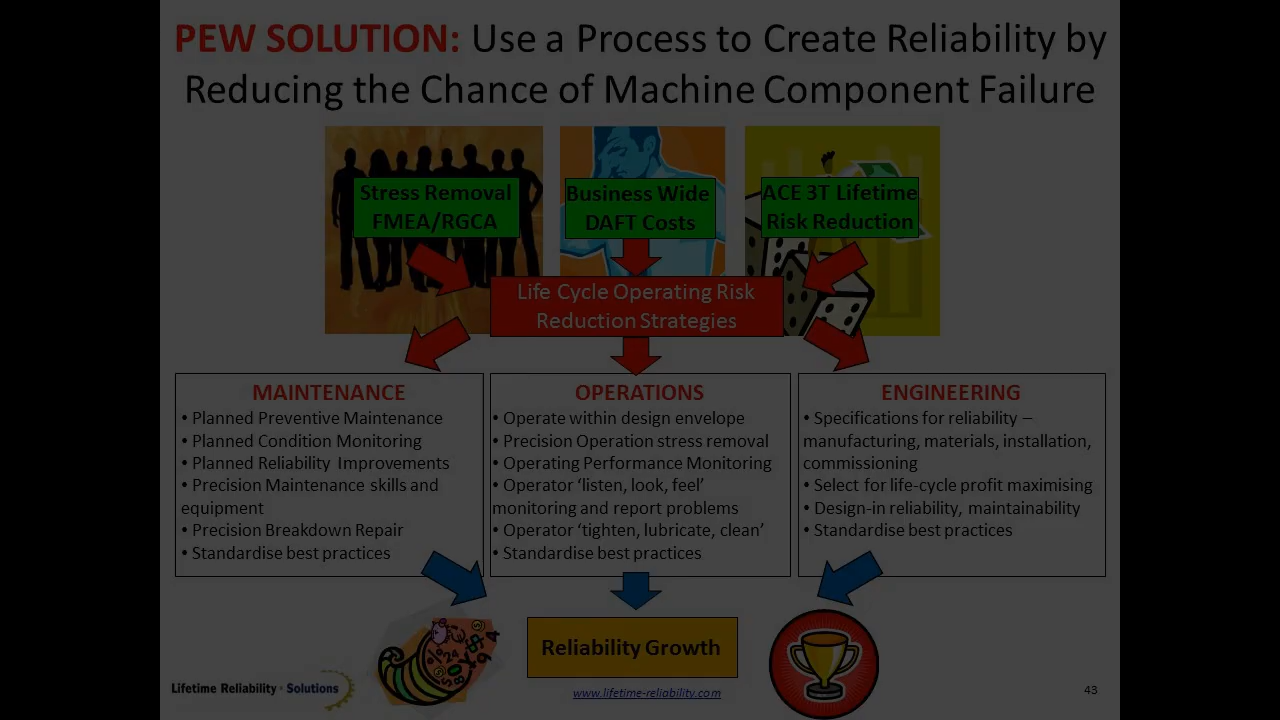 PEW SOLUTION: Use a Process to Create Reliability by
Reducing the Chance of Machine Component Failure
Stress Removal
FMEA/RGCA
Business Wide
DAFT Costs
ACE 3T Lifetime
Risk Reduction
Life Cycle Operating Risk
Reduction Strategies
MAINTENANCE
• Planned Preventive Maintenance
• Planned Condition Monitoring
• Planned Reliability Improvements
• Precision Maintenance skills and
equipment
• Precision Breakdown Repair
• Standardise best practices
OPERATIONS
• Operate within design envelope
• Precision Operation stress removal
• Operating Performance Monitoring
• Operator ‘listen, look, feel’
monitoring and report problems
• Operator ‘tighten, lubricate, clean’
• Standardise best practices
ENGINEERING
• Specifications for reliability –
manufacturing, materials, installation,
commissioning
• Select for life-cycle profit maximising
• Design-in reliability, maintainability
• Standardise best practices
Reliability Growth
Lifetime Reliability • Solutions
www.lifetime-reliability.com
43